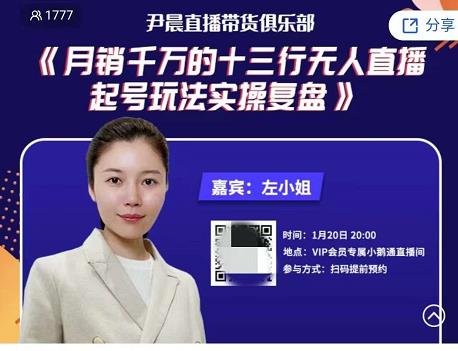 1777
尹晨直播带货俱乐部
分享
《月销千万的十三行无人直播
起号玩法实操复盘》
嘉宾：左小姐
时间：1月20日 20:00
地点：VIP会员专属小鹅通直播间
参与方式：扫码提前预约